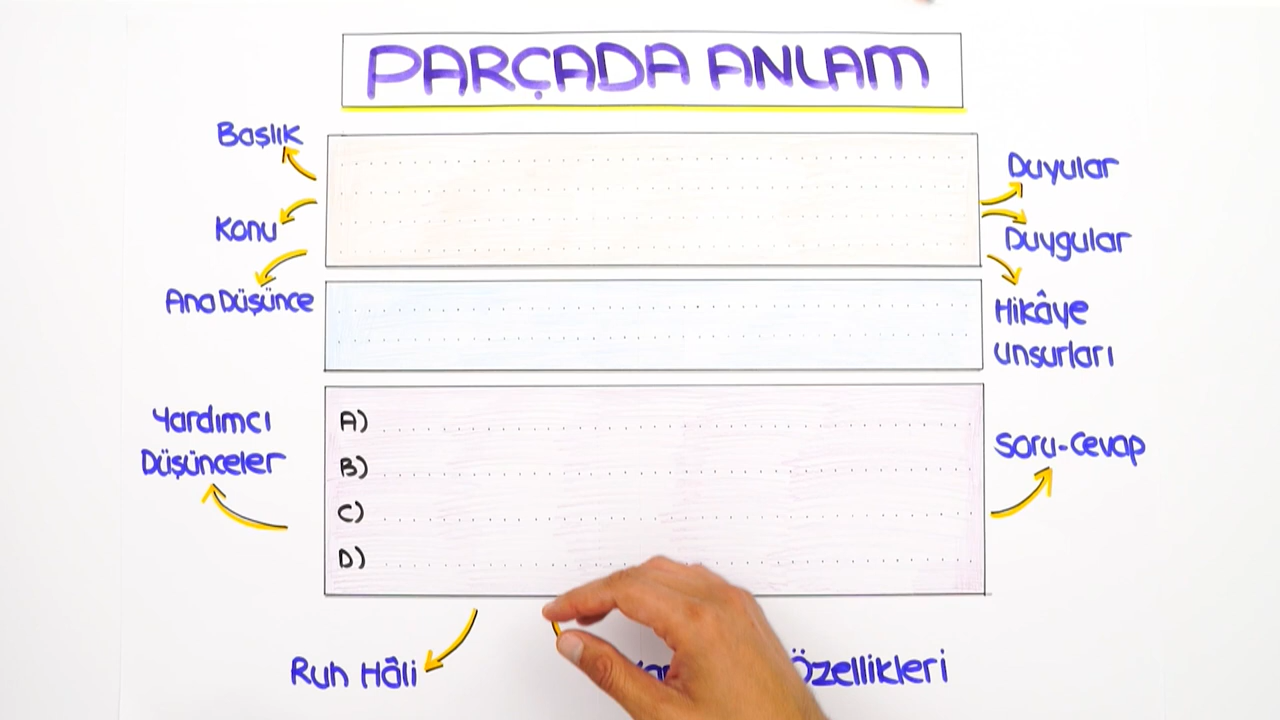 PARÇADA ANLAM
Başlık
Konu
Ana Düşünce
Duyular
Duygular
Hikâye
Unsurları
Yardımcı
Düşünceler
A)
B)
C)
D)
Soru-Cevap
Ruh Hâli
Özellikleri